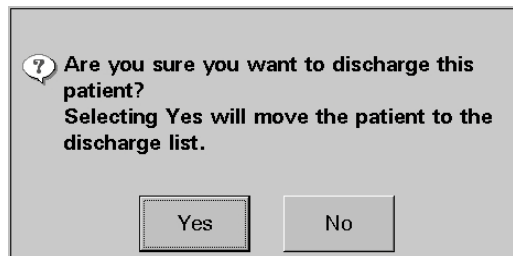 Are you sure you want to discharge this
patient?
Selecting Yes will move the patient to the
discharge list.
Yes
No